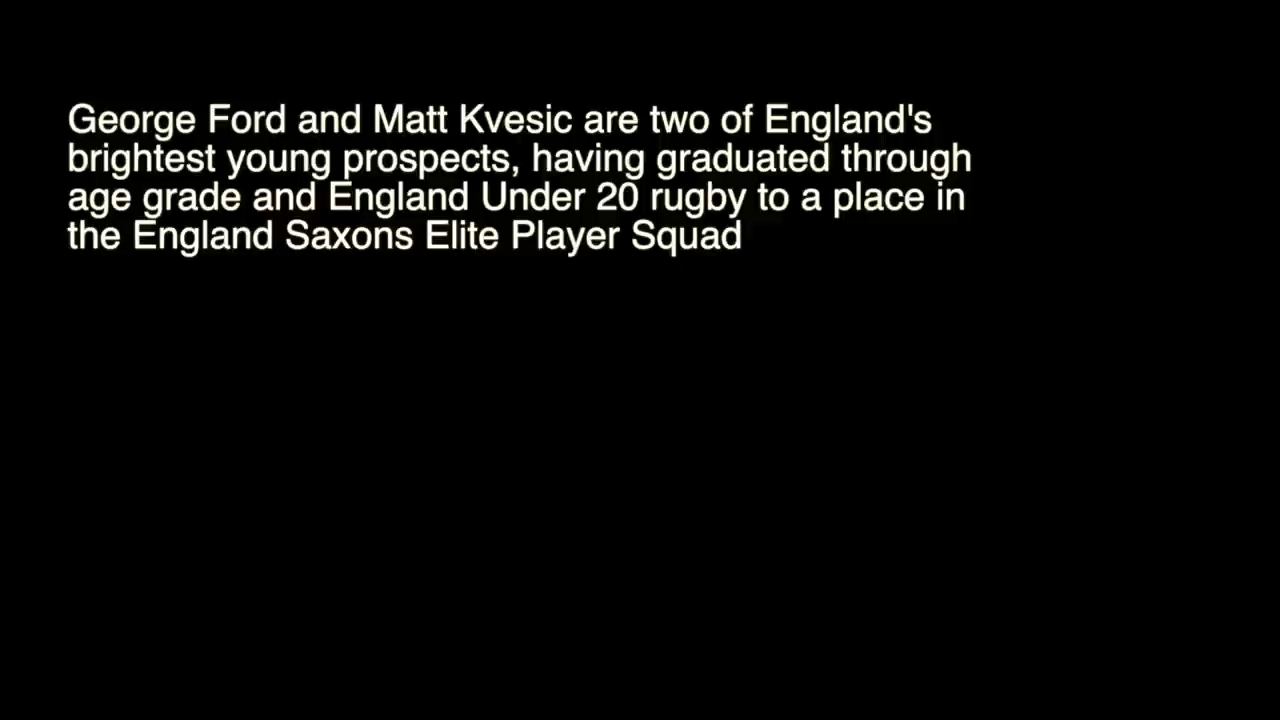 George Ford and Matt Kvesic are two of England's
brightest young prospects, having graduated through
age grade and England Under 20 rugby to a place in
the England Saxons Elite Player Squad